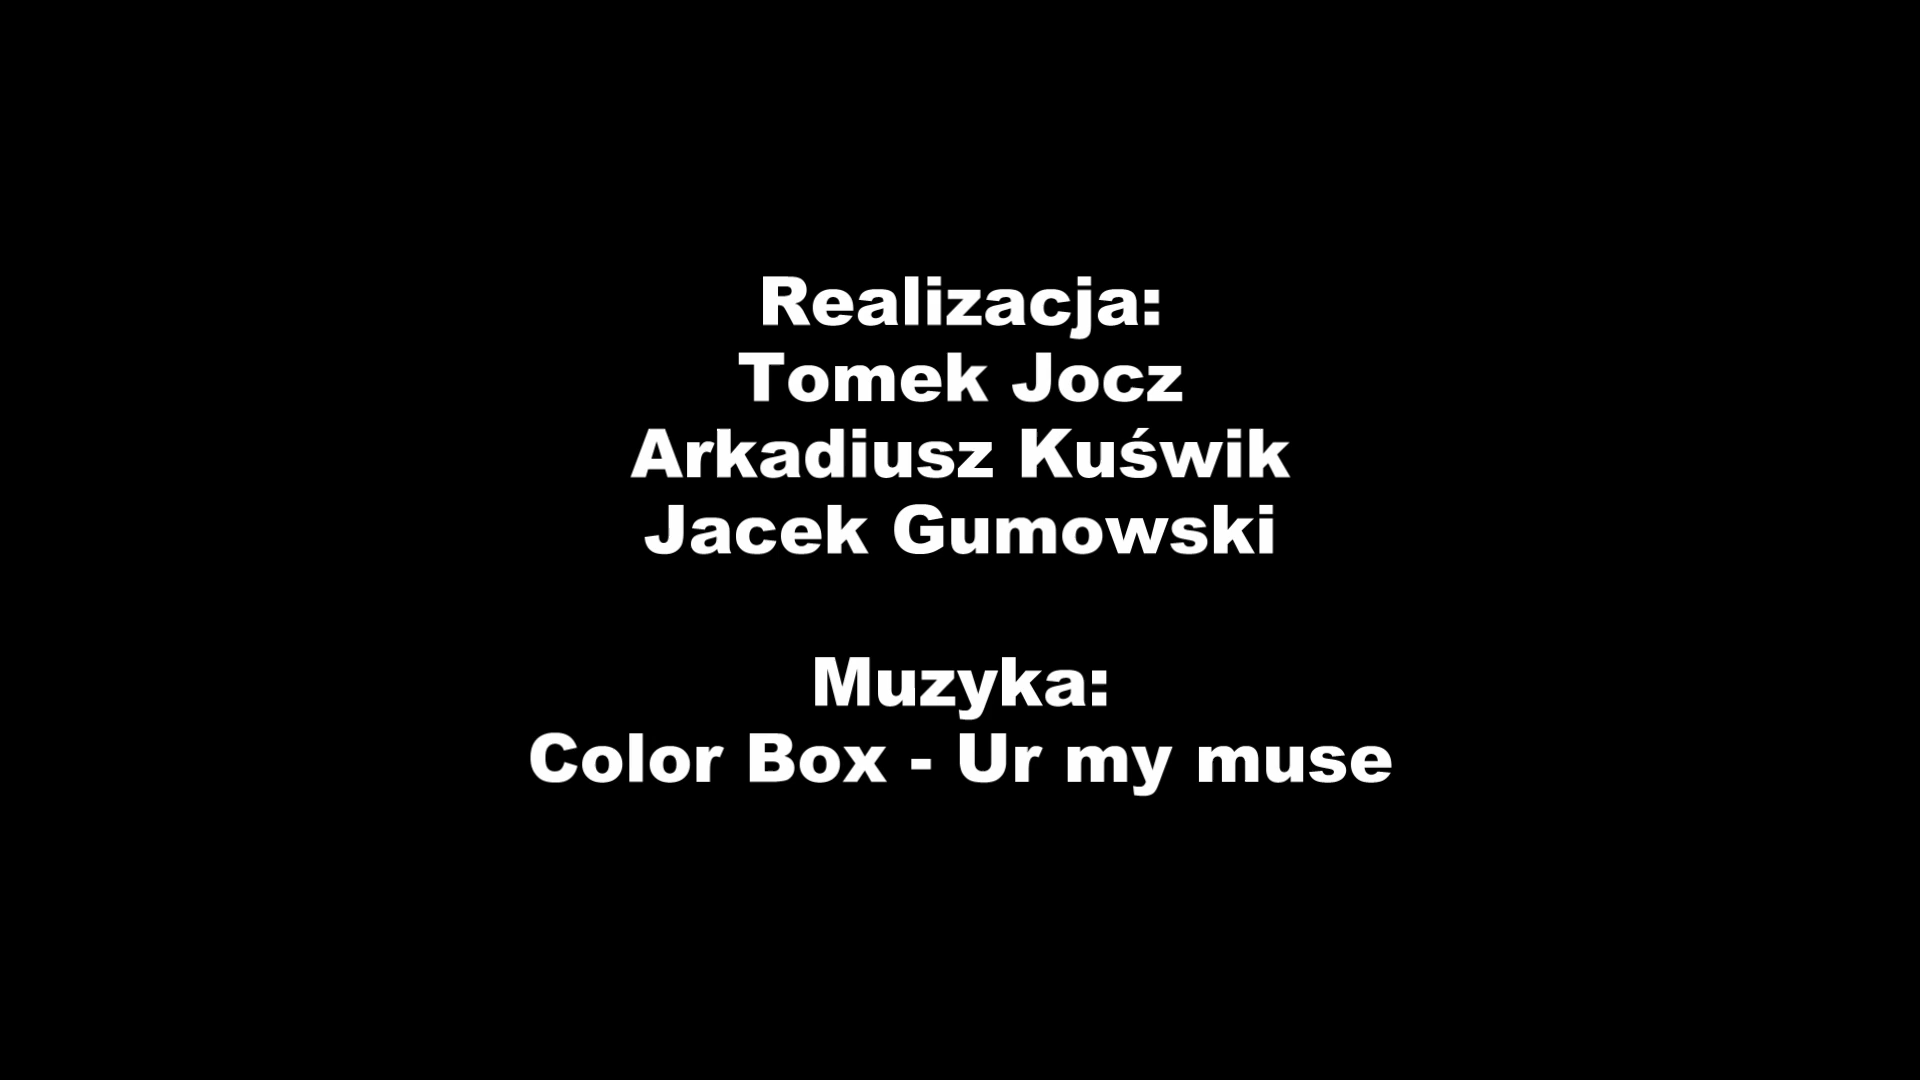 Realizacja:
Tomek Jocz
Arkadiusz Kuświk
Jacek Gumowski
Muzyka:
Color Box - Ur my muse